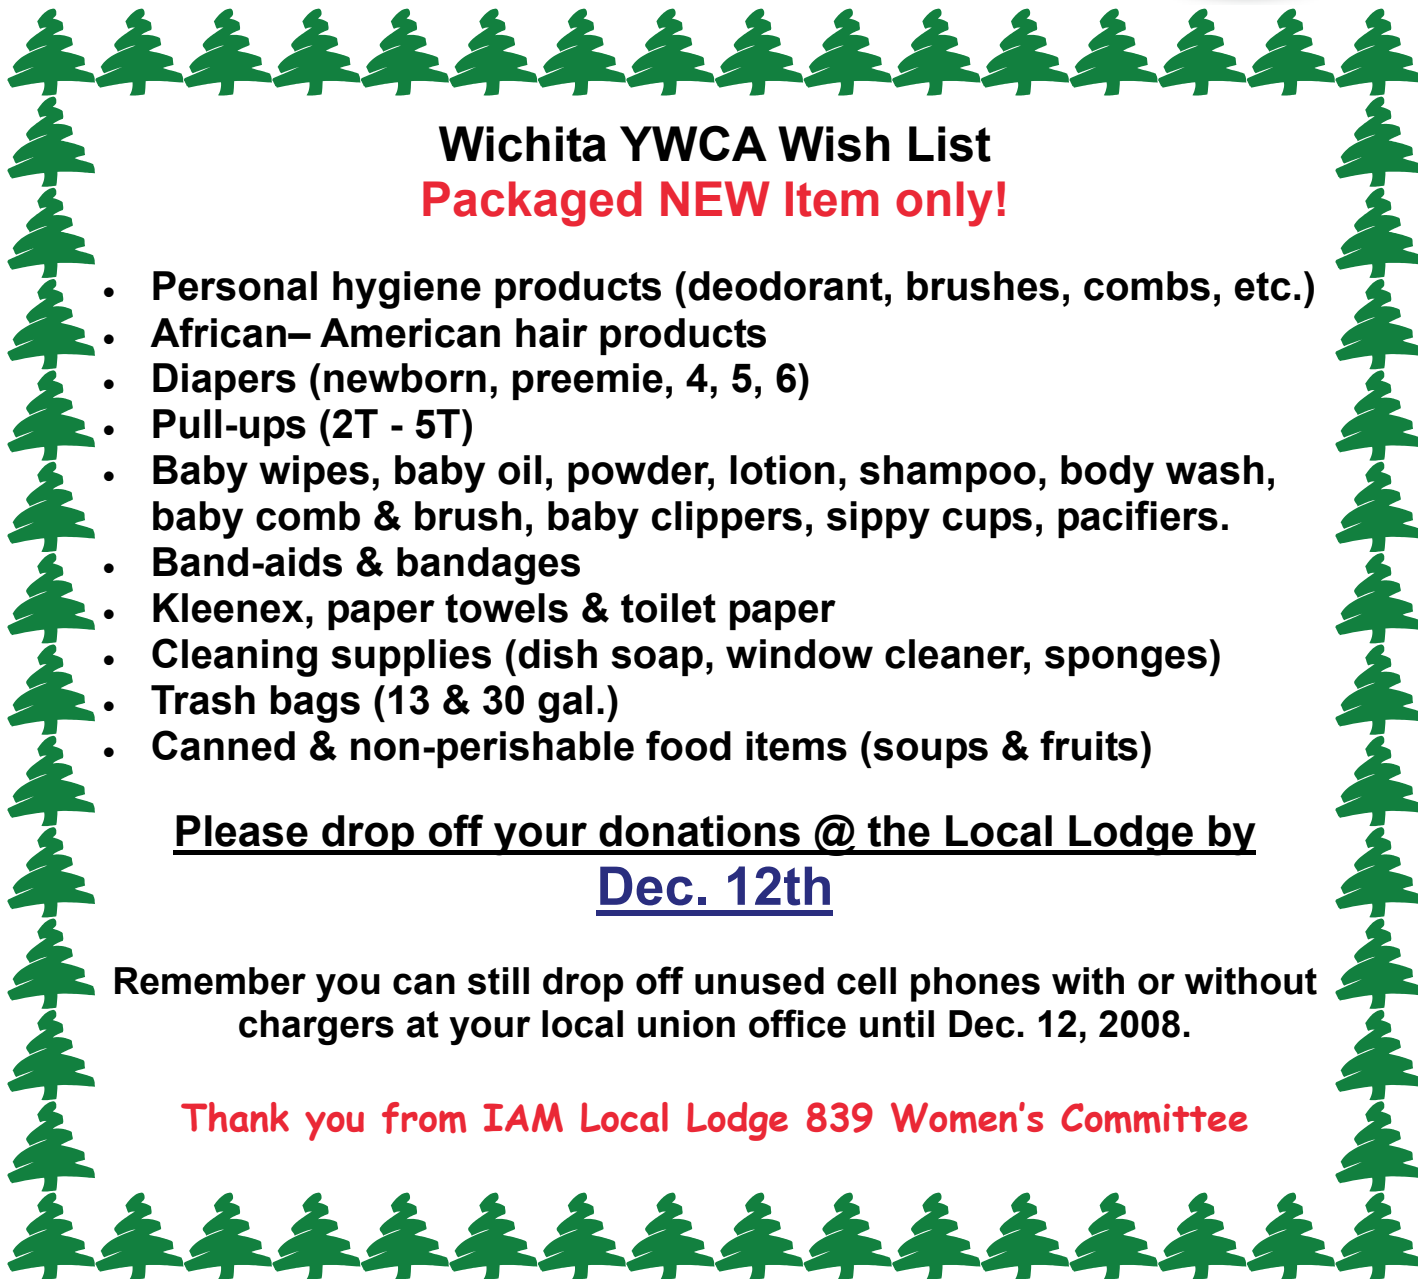 Wichita YWCA Wish List
Packaged NEW Item only!
• Personal hygiene products (deodorant, brushes, combs, etc.)
• African– American hair products
• Diapers (newborn, preemie, 4, 5, 6)
• Pull-ups (2T - 5T)
• Baby wipes, baby oil, powder, lotion, shampoo, body wash,
baby comb & brush, baby clippers, sippy cups, pacifiers.
• Band-aids & bandages
• Kleenex, paper towels & toilet paper
• Cleaning supplies (dish soap, window cleaner, sponges)
• Trash bags (13 & 30 gal.)
• Canned & non-perishable food items (soups & fruits)
Please drop off your donations @ the Local Lodge by
Dec. 12th
Remember you can still drop off unused cell phones with or without
chargers at your local union office until Dec. 12, 2008.
Thank you from IAM Local Lodge 839 Women's Committee